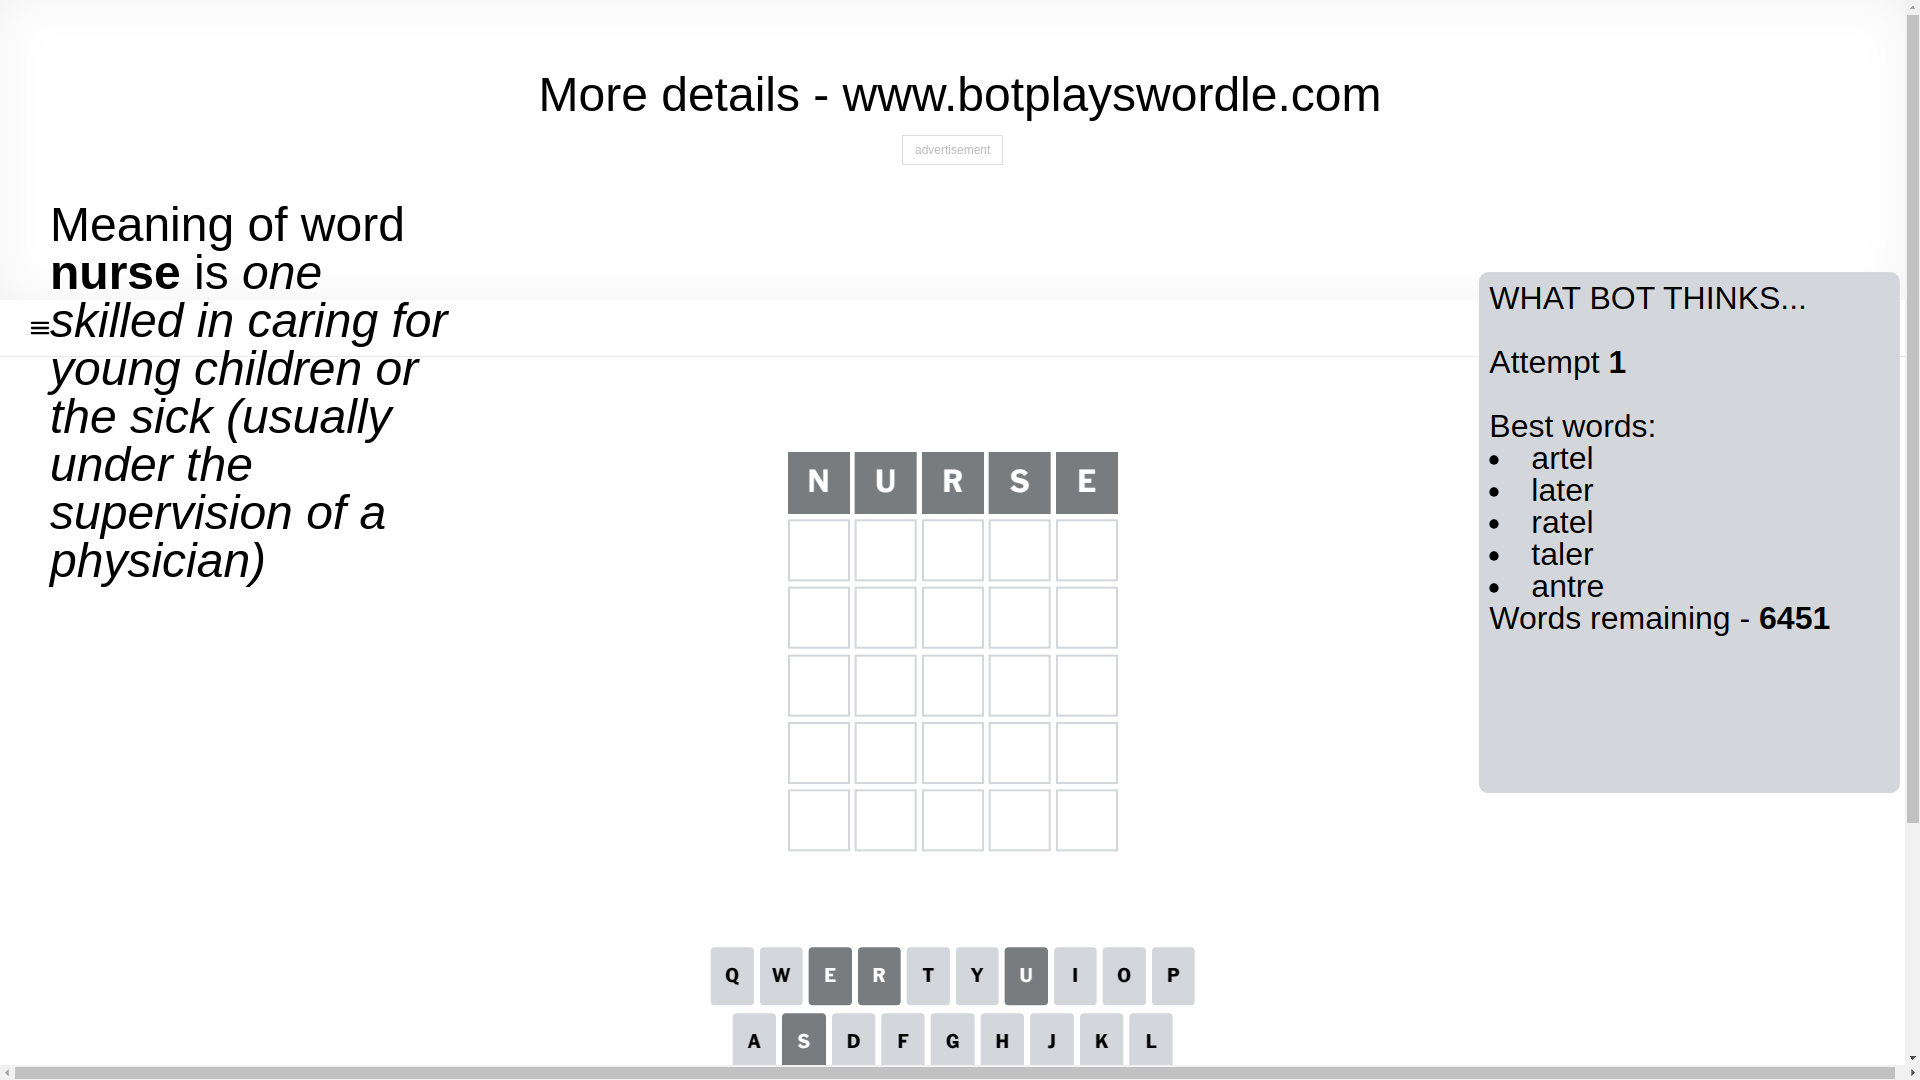 More details - www.botplayswordle.com
advertisement
Meaning of word
nurse is one
skilled in caring for
young children or
the sick (usually
under the
supervision of a
physician)
WHAT BOT THINKS...
Attempt 1
Best words:
• artel
• later
• ratel
• taler
• antre
Words remaining - 6451
N U R S E
Q W E R T Y U I O P
A S D F G H J K L